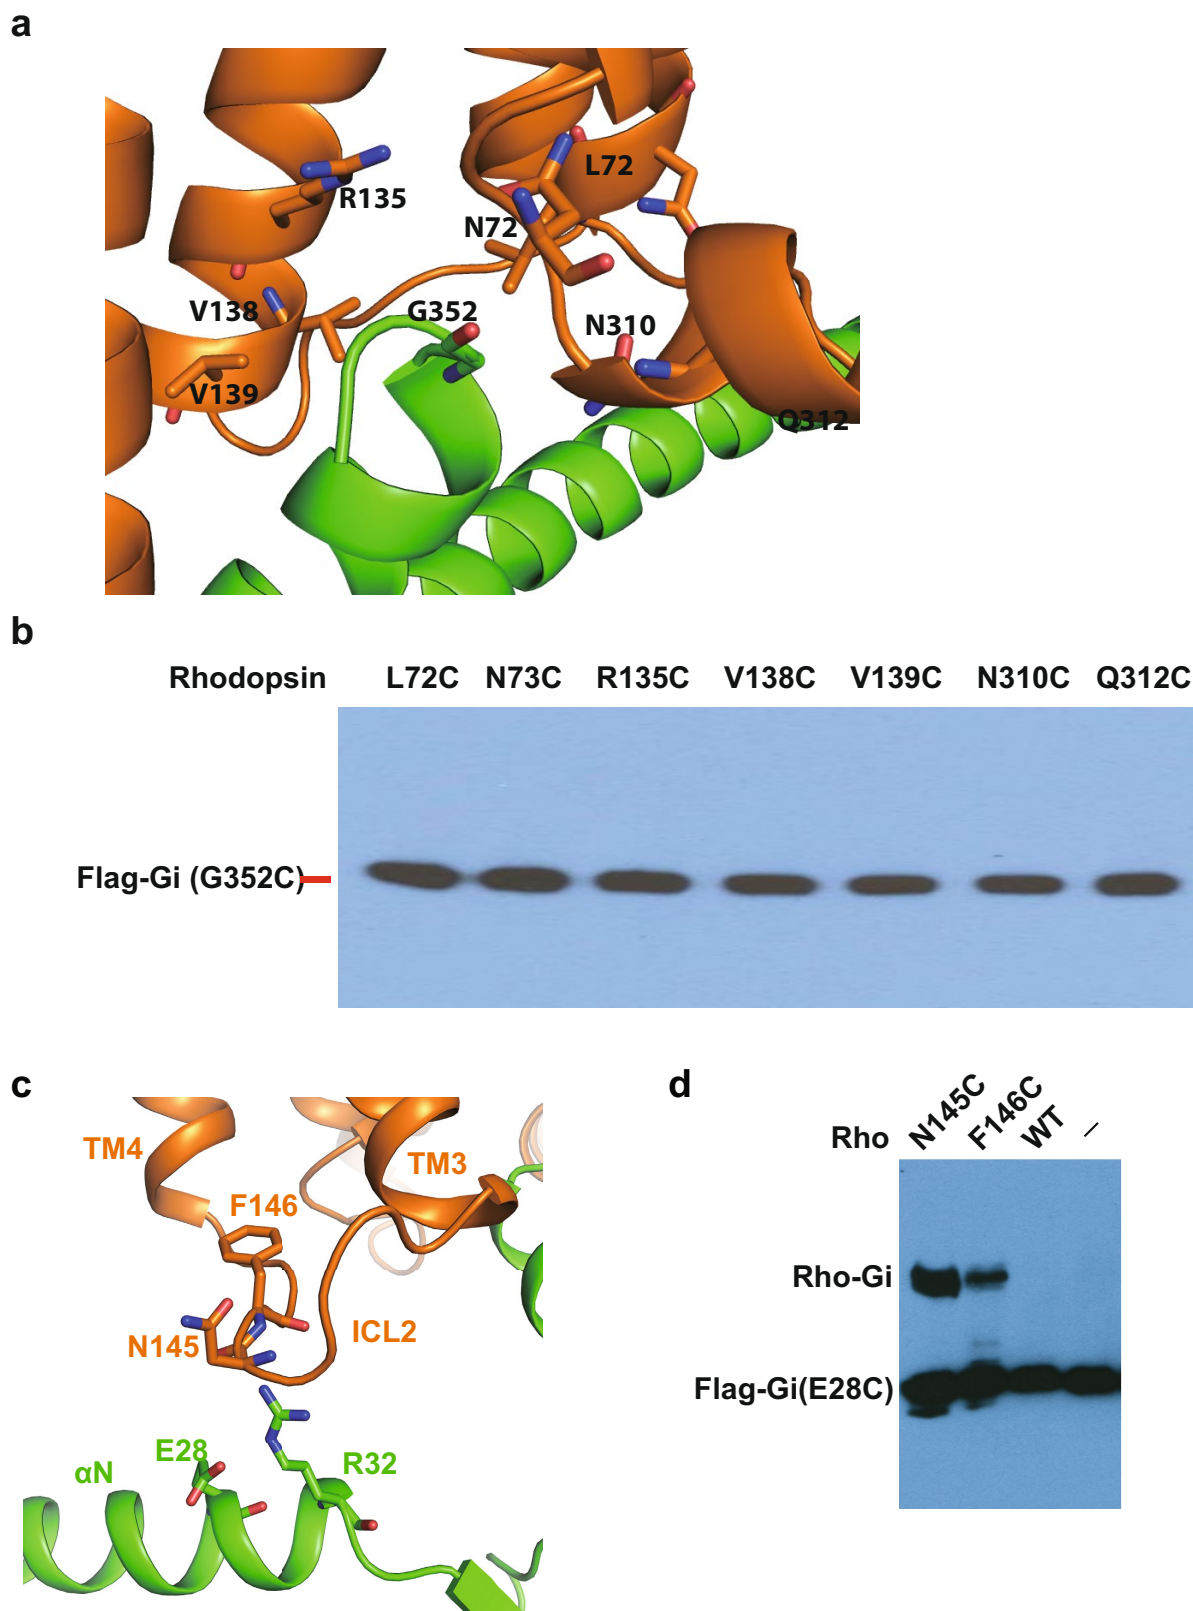 a
L72
R135
N72
V138
G352
N310
V139
Q312
b
Rhodopsin L72C N73C R135C V138C V139C N310C Q312C
Flag-Gi (G352C)
c
TM4
TM3
F146
N145
ICL2
E28
R32
αN
d
Rho N145C F146C WT –
Rho-Gi
Flag-Gi(E28C)